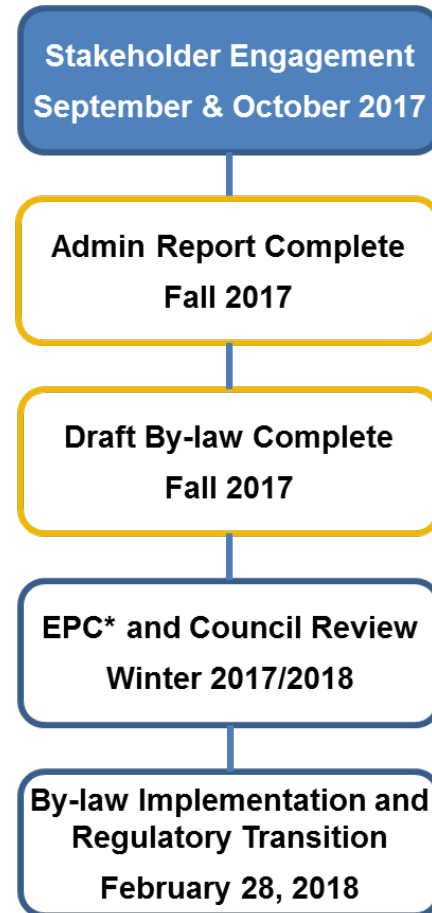 Stakeholder Engagement
September & October 2017
Admin Report Complete
Fall 2017
Draft By-law Complete
Fall 2017
EPC* and Council Review
Winter 2017/2018
By-law Implementation and
Regulatory Transition
February 28, 2018